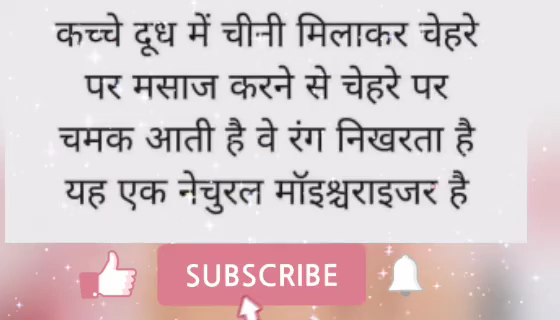 कच्चे दूध में चीनी मिलाकर चेहरे
पर मसाज करने से चेहरे पर
चमक आती है वे रंग निखरता है
यह एक नेचुरल मॉइश्चराइजर है
SUBSCRIBE